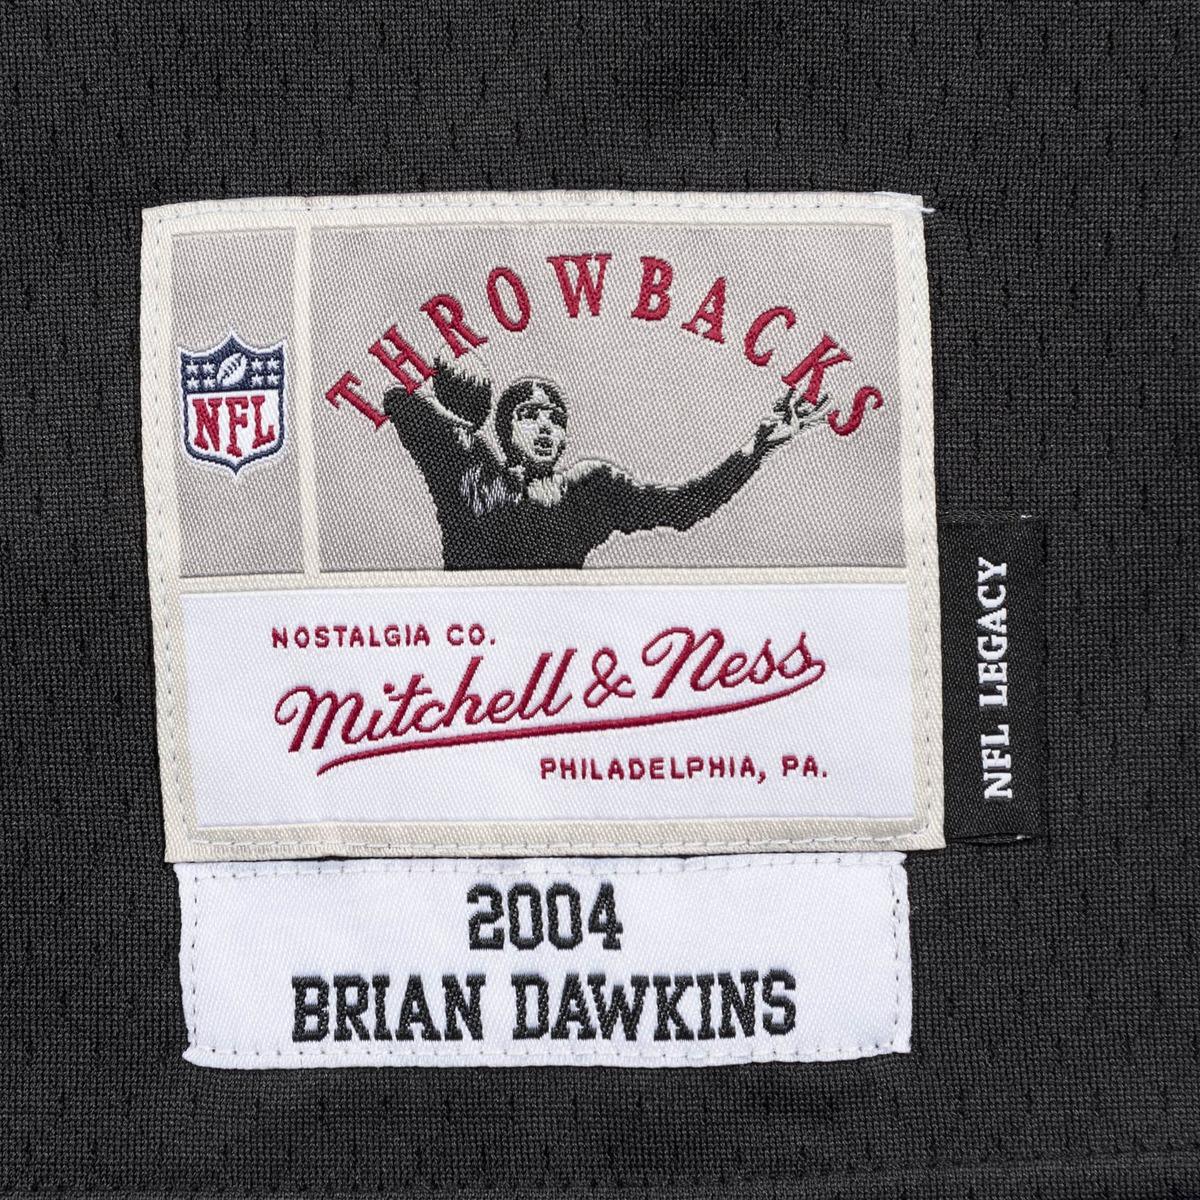 THROWBACKS
NFL
NOSTALGIA CO.
Mitchell & Ness
PHILADELPHIA, PA.
NFL LEGACY
2004
BRIAN DAWKINS